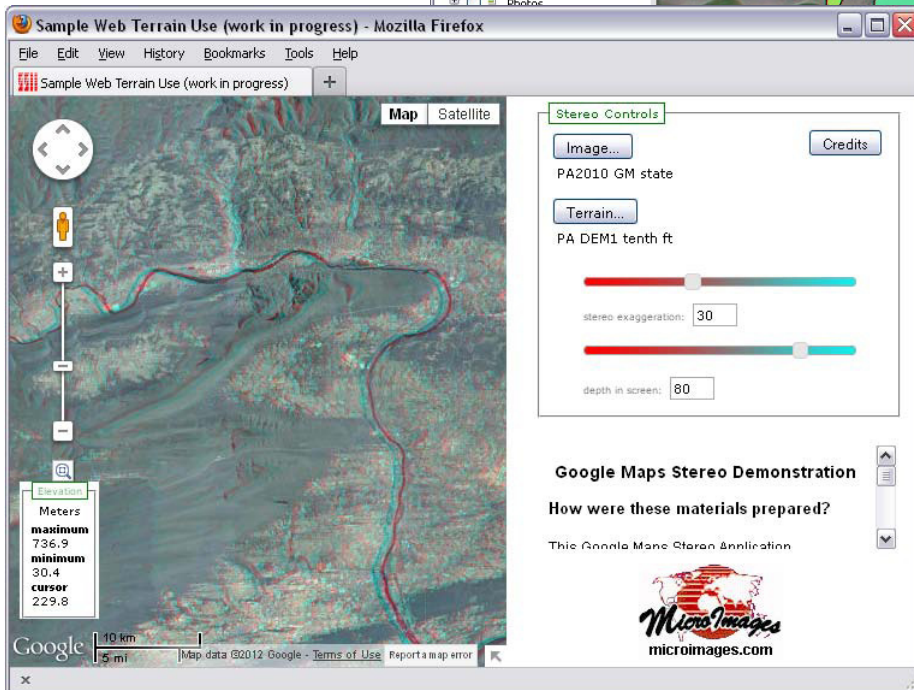 Photos
Sample Web Terrain Use (work in progress) - Mozilla Firefox
File Edit View History Bookmarks Tools Help
Sample Web Terrain Use (work in progress)
Map Satellite
Stereo Controls
Image...
Credits
PA2010 GM state
Terrain...
PA DEM1 tenth ft
stereo exaggeration: 30
depth in screen: 80
Elevation
Meters
maximum
736.9
minimum
30.4
cursor
229.8
Google
10 km
5 mi
Map data ©2012 Google - Terms of Use
Report a map error
Google Maps Stereo Demonstration
How were these materials prepared?
This Google Maps Stereo Application
MicroImages
microimages.com